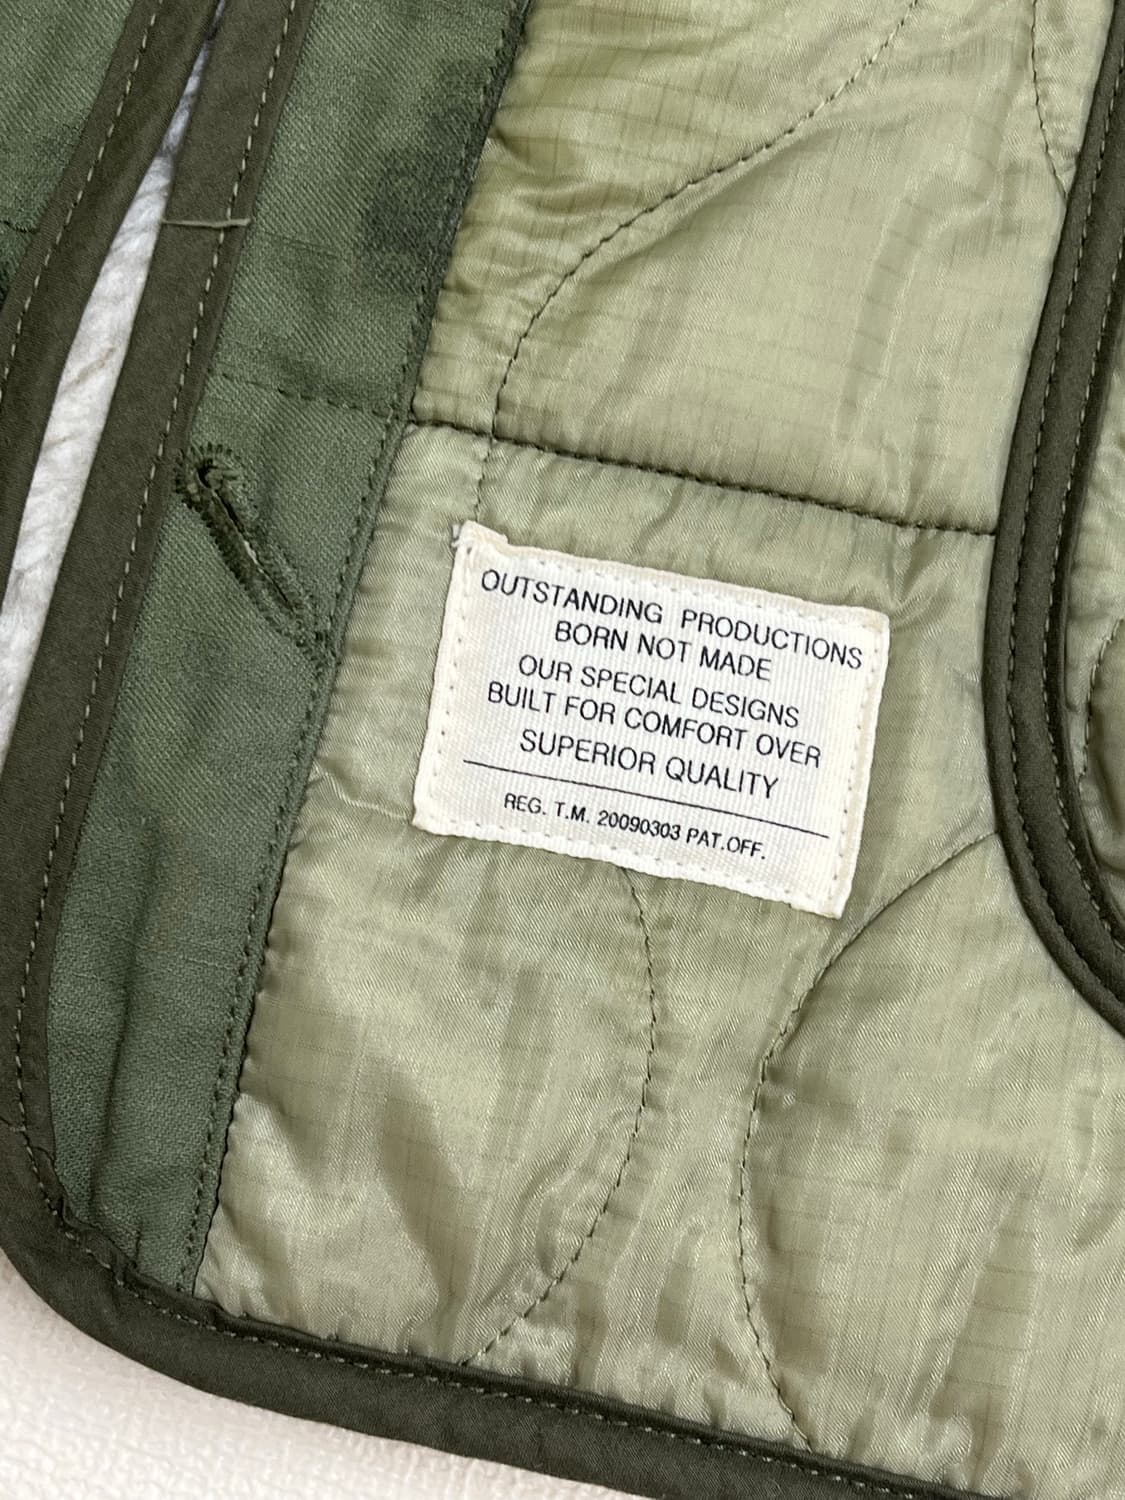 OUTSTANDING PRODUCTIONS
BORN NOT MADE
OUR SPECIAL DESIGNS
BUILT FOR COMFORT OVER
SUPERIOR QUALITY
REG. T.M. 20090303 PAT.OFF.